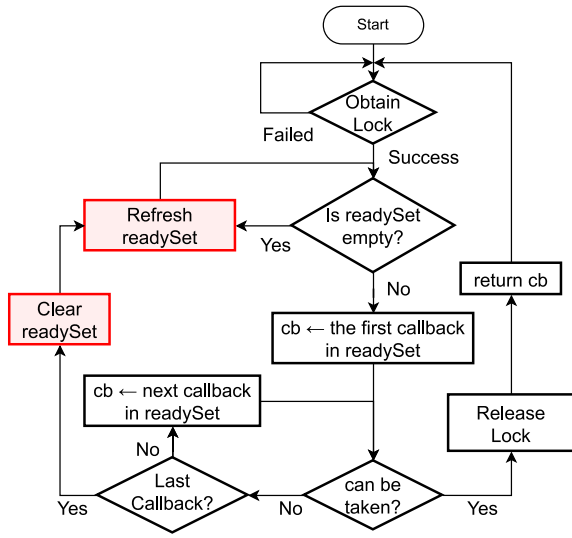 Start
Obtain
Lock
Failed
Success
Refresh
readySet
Is readySet
empty?
Yes
No
return cb
Clear
readySet
cb ← the first callback
in readySet
cb ← next callback
in readySet
Release
Lock
No
Last
Callback?
can be
taken?
Yes
No
Yes